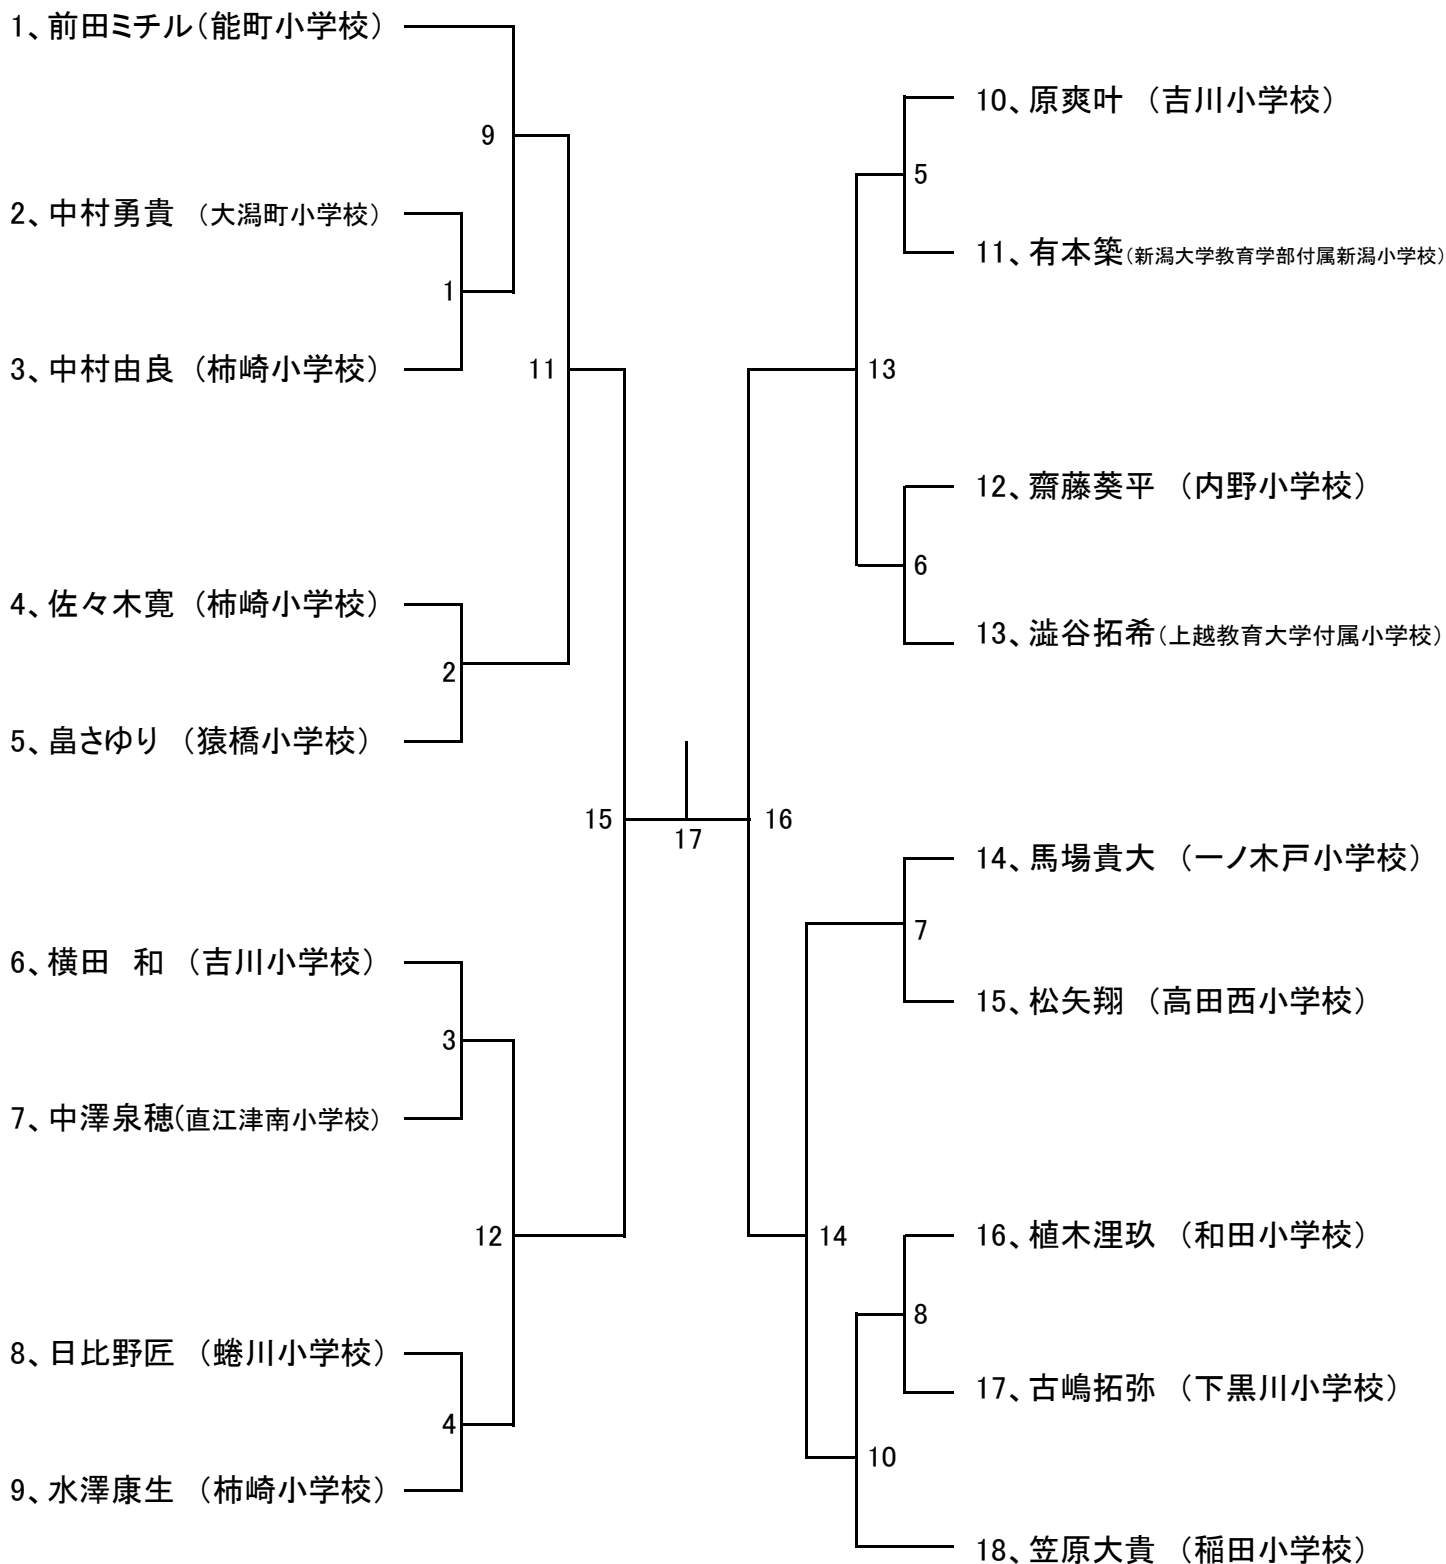 1、前田ミチル（能町小学校）
9
2、中村勇貴　（大潟町小学校）
1
3、中村由良　（柿崎小学校）
11
4、佐々木寛　（柿崎小学校）
2
5、畠さゆり　（猿橋小学校）
15
17
6、横田　和　（吉川小学校）
3
7、中澤泉穂（直江津南小学校）
12
8、日比野匠　（蜷川小学校）
4
9、水澤康生　（柿崎小学校）
10、原爽叶　（吉川小学校）
5
11、有本築（新潟大学教育学部付属新潟小学校）
13
12、齋藤葵平　（内野小学校）
6
13、澁谷拓希（上越教育大学付属小学校）
16
14、馬場貴大　（一ノ木戸小学校）
7
15、松矢翔　（高田西小学校）
14
16、植木浬玖　（和田小学校）
8
17、古嶋拓弥　（下黒川小学校）
10
18、笠原大貴　（稲田小学校）